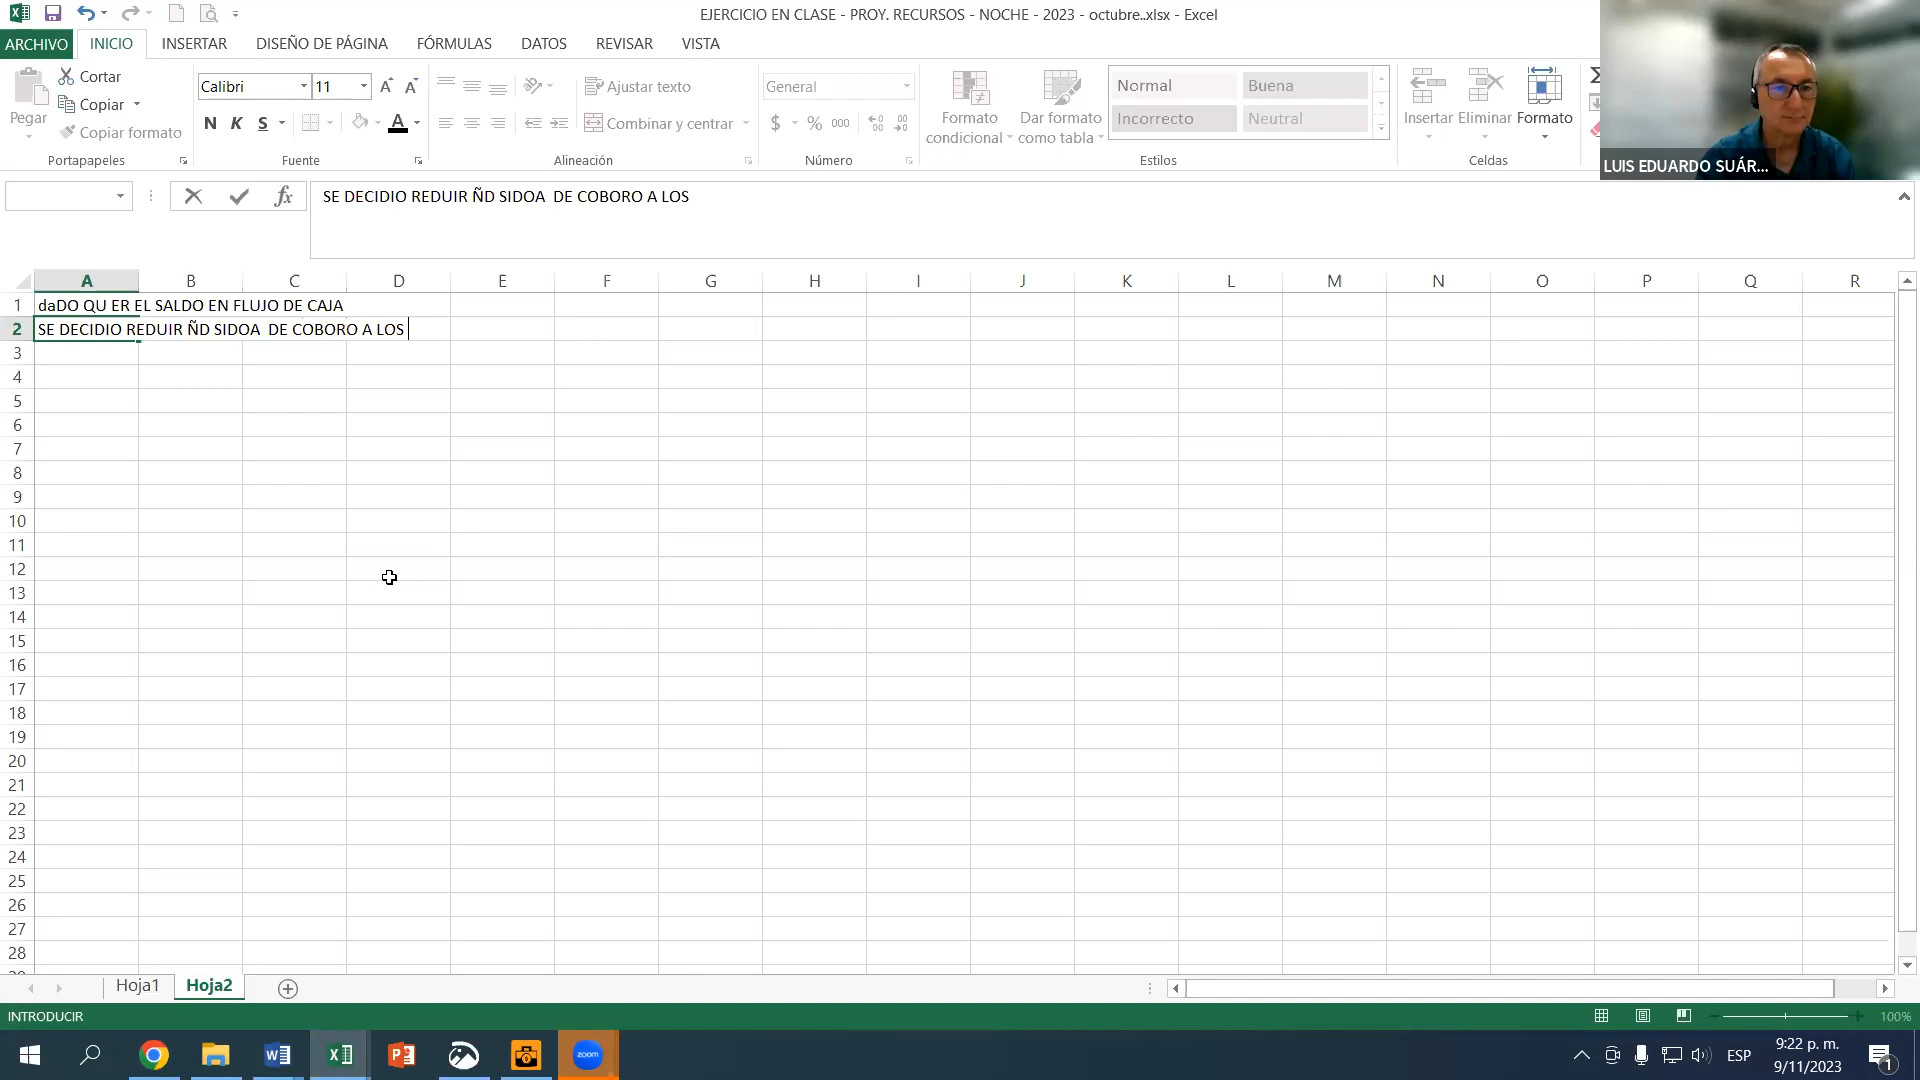 EJERCICIO EN CLASE - PROY. RECURSOS - NOCHE - 2023 - octubre..xlsx - Excel
ARCHIVO INICIO INSERTAR DISEÑO DE PÁGINA FÓRMULAS DATOS REVISAR VISTA
Pegar
Cortar
Copiar
Copiar formato
Portapapeles
Calibri 11
N K S A
Fuente
Ajustar texto
Combinar y centrar
Alineación
General
$ % 000
Número
Formato condicional
Dar formato como tabla
Normal Buena
Incorrecto Neutral
Estilos
Insertar Eliminar Formato
Celdas
LUIS EDUARDO SUÁR...
fx SE DECIDIO REDUIR ÑD SIDOA  DE COBORO A LOS
A B C D E F G H I J K L M N O P Q R
1 daDO QU ER EL SALDO EN FLUJO DE CAJA
2 SE DECIDIO REDUIR ÑD SIDOA  DE COBORO A LOS
3
4
5
6
7
8
9
10
11
12
13
14
15
16
17
18
19
20
21
22
23
24
25
26
27
28
Hoja1 Hoja2
INTRODUCIR
100%
zoom
ESP
9:22 p. m.
9/11/2023
1